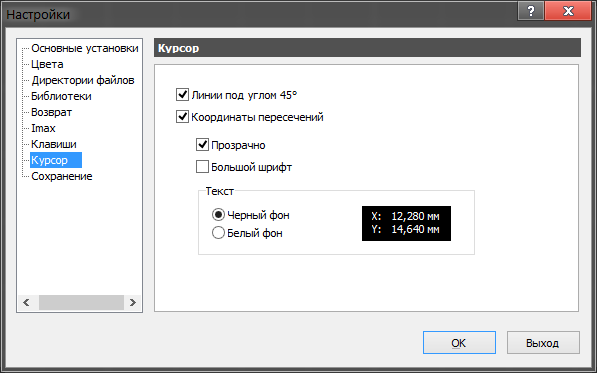 Настройки
?
Основные установки
Цвета
Директории файлов
Библиотеки
Возврат
Imax
Клавиши
Курсор
Сохранение
Курсор
Линии под углом 45°
Координаты пересечений
Прозрачно
Большой шрифт
Текст
Черный фон
Белый фон
X: 12,280 мм
Y: 14,640 мм
OK
Выход